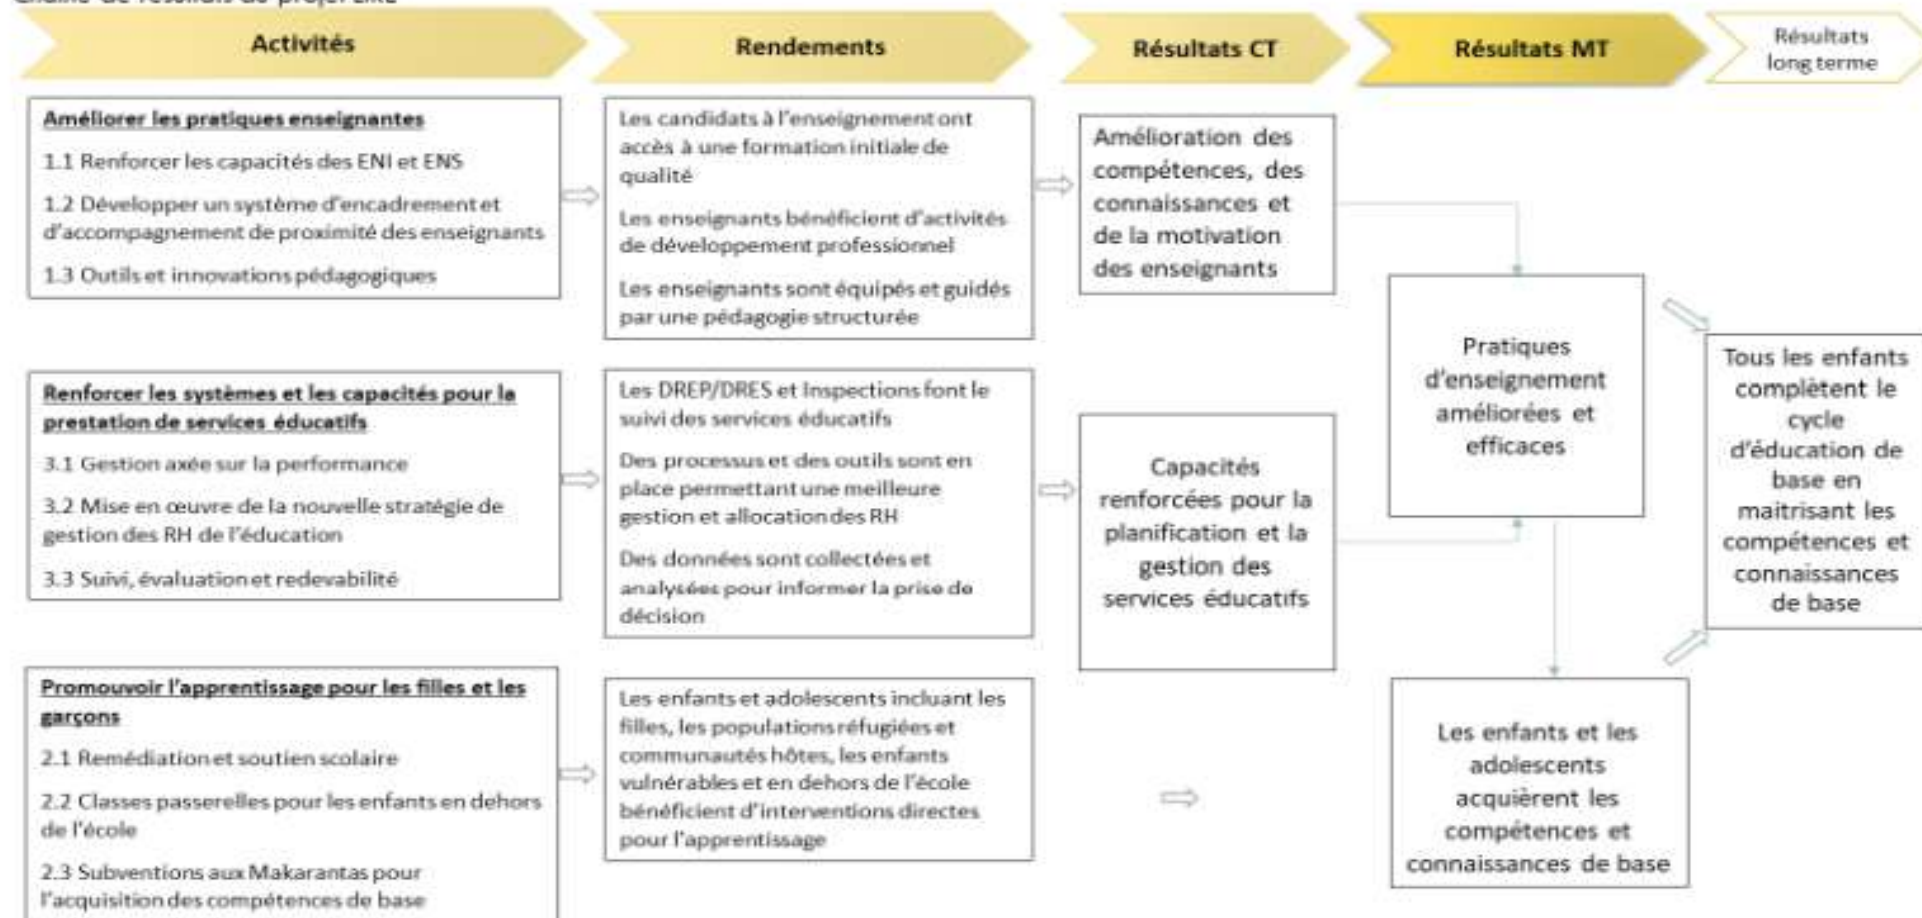 Chaîne de résultats du projet LIRE
Activités
Rendements
Résultats CT
Résultats MT
Résultats
long terme
Améliorer les pratiques enseignantes
1.1 Renforcer les capacités des ENI et ENS
1.2 Développer un système d'encadrement et
d'accompagnement de proximité des enseignants
1.3 Outils et innovations pédagogiques
Les candidats à l'enseignement ont
accès à une formation initiale de
qualité
Les enseignants bénéficient d'activités
de développement professionnel
Les enseignants sont équipés et guidés
par une pédagogie structurée
Amélioration des
compétences, des
connaissances et
de la motivation
des enseignants
Renforcer les systèmes et les capacités pour la
prestation de services éducatifs
3.1 Gestion axée sur la performance
3.2 Mise en œuvre de la nouvelle stratégie de
gestion des RH de l'éducation
3.3 Suivi, évaluation et redevabilité
Les DREP/DRES et Inspections font le
suivi des services éducatifs
Des processus et des outils sont en
place permettant une meilleure
gestion et allocation des RH
Des données sont collectées et
analysées pour informer la prise de
décision
Capacités
renforcées pour la
planification et la
gestion des
services éducatifs
Pratiques
d'enseignement
améliorées et
efficaces
Tous les enfants
complètent le
cycle
d'éducation de
base en
maitrisant les
compétences et
connaissances
de base
Promouvoir l'apprentissage pour les filles et les
garçons
2.1 Remédiation et soutien scolaire
2.2 Classes passerelles pour les enfants en dehors
de l'école
2.3 Subventions aux Makarantas pour
l'acquisition des compétences de base
Les enfants et adolescents incluant les
filles, les populations réfugiées et
communautés hôtes, les enfants
vulnérables et en dehors de l'école
bénéficient d'interventions directes
pour l'apprentissage
Les enfants et les
adolescents
acquièrent les
compétences et
connaissances de base